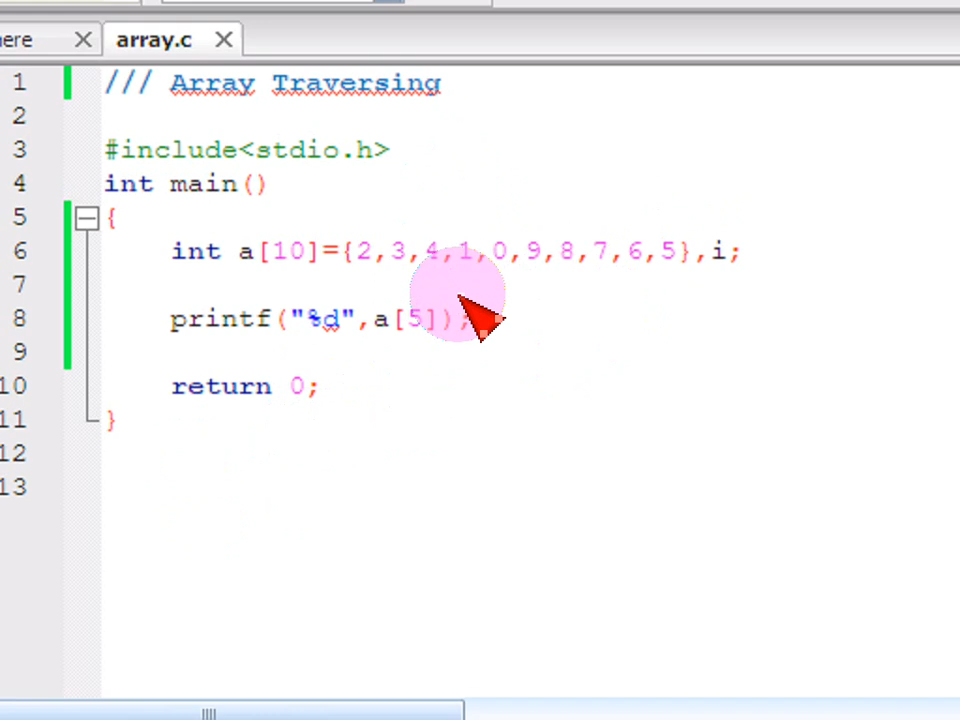 ere
array.c
1 /// Array Traversing
2
3 #include<stdio.h>
4 int main()
5 {
6 int a[10]={2,3,4,1,0,9,8,7,6,5},i;
7
8 printf("%d",a[5]);
9
10 return 0;
11 }
12
13